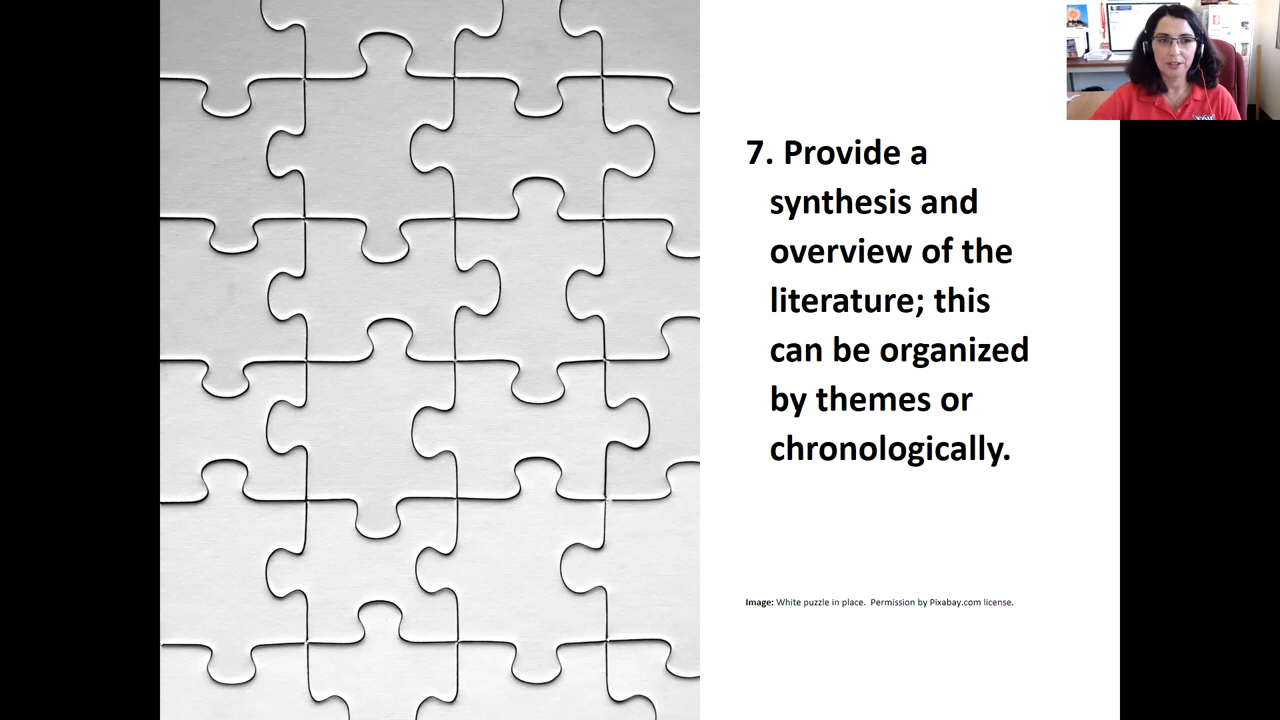 7. Provide a
synthesis and
overview of the
literature; this
can be organized
by themes or
chronologically.
Image: White puzzle in place.  Permission by Pixabay.com license.